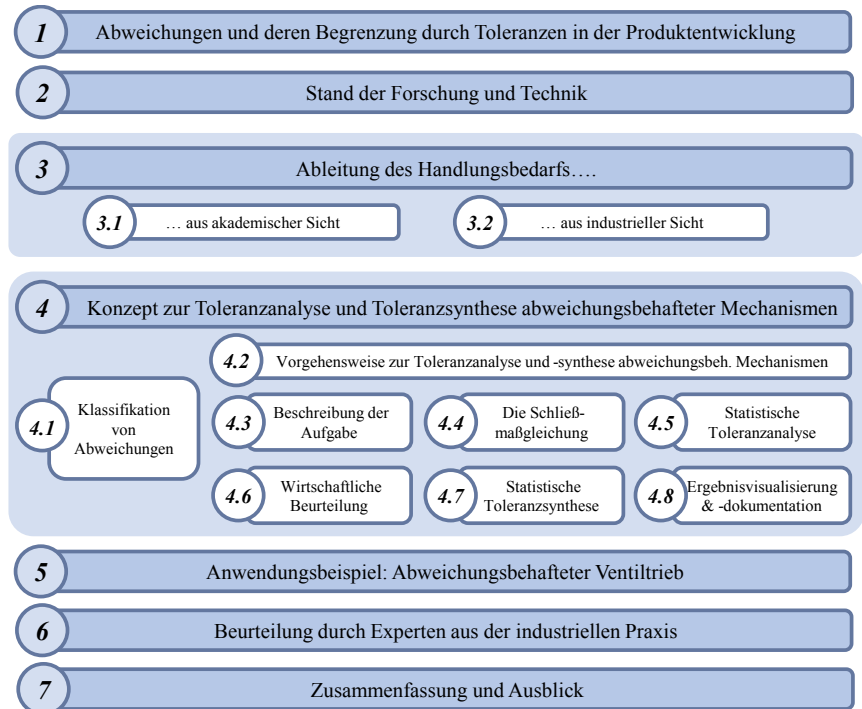 1 Abweichungen und deren Begrenzung durch Toleranzen in der Produktentwicklung
2 Stand der Forschung und Technik
3 Ableitung des Handlungsbedarfs….
3.1 … aus akademischer Sicht
3.2 … aus industrieller Sicht
4 Konzept zur Toleranzanalyse und Toleranzsynthese abweichungsbehafteter Mechanismen
4.1 Klassifikation
von
Abweichungen
4.2 Vorgehensweise zur Toleranzanalyse und -synthese abweichungsbeh. Mechanismen
4.3 Beschreibung der
Aufgabe
4.4 Die Schließ-
maßgleichung
4.5 Statistische
Toleranzanalyse
4.6 Wirtschaftliche
Beurteilung
4.7 Statistische
Toleranzsynthese
4.8 Ergebnisvisualisierung
& -dokumentation
5 Anwendungsbeispiel: Abweichungsbehafteter Ventiltrieb
6 Beurteilung durch Experten aus der industriellen Praxis
7 Zusammenfassung und Ausblick